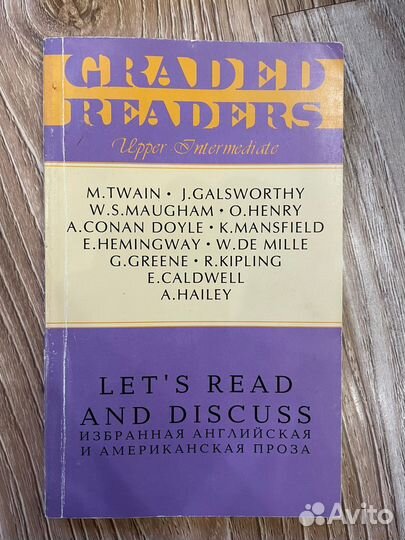 GRADED
READERS
Upper Intermediate
M.TWAIN • J.GALSWORTHY
W.S.MAUGHAM • O.HENRY
A.CONAN DOYLE • K.MANSFIELD
E.HEMINGWAY • W.DE MILLE
G.GREENE • R.KIPLING
E.CALDWELL
A.HAILEY
LET'S READ
AND DISCUSS
ИЗБРАННАЯ АНГЛИЙСКАЯ
И АМЕРИКАНСКАЯ ПРОЗА
Avito